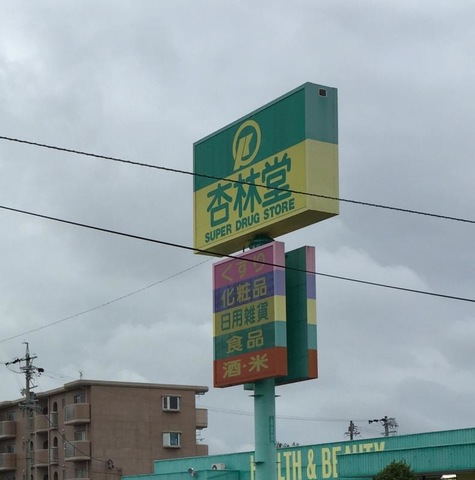 杏林堂
SUPER DRUG STORE
くすり
化粧品
日用雑貨
食品
酒・米
LTH & BEAUTY